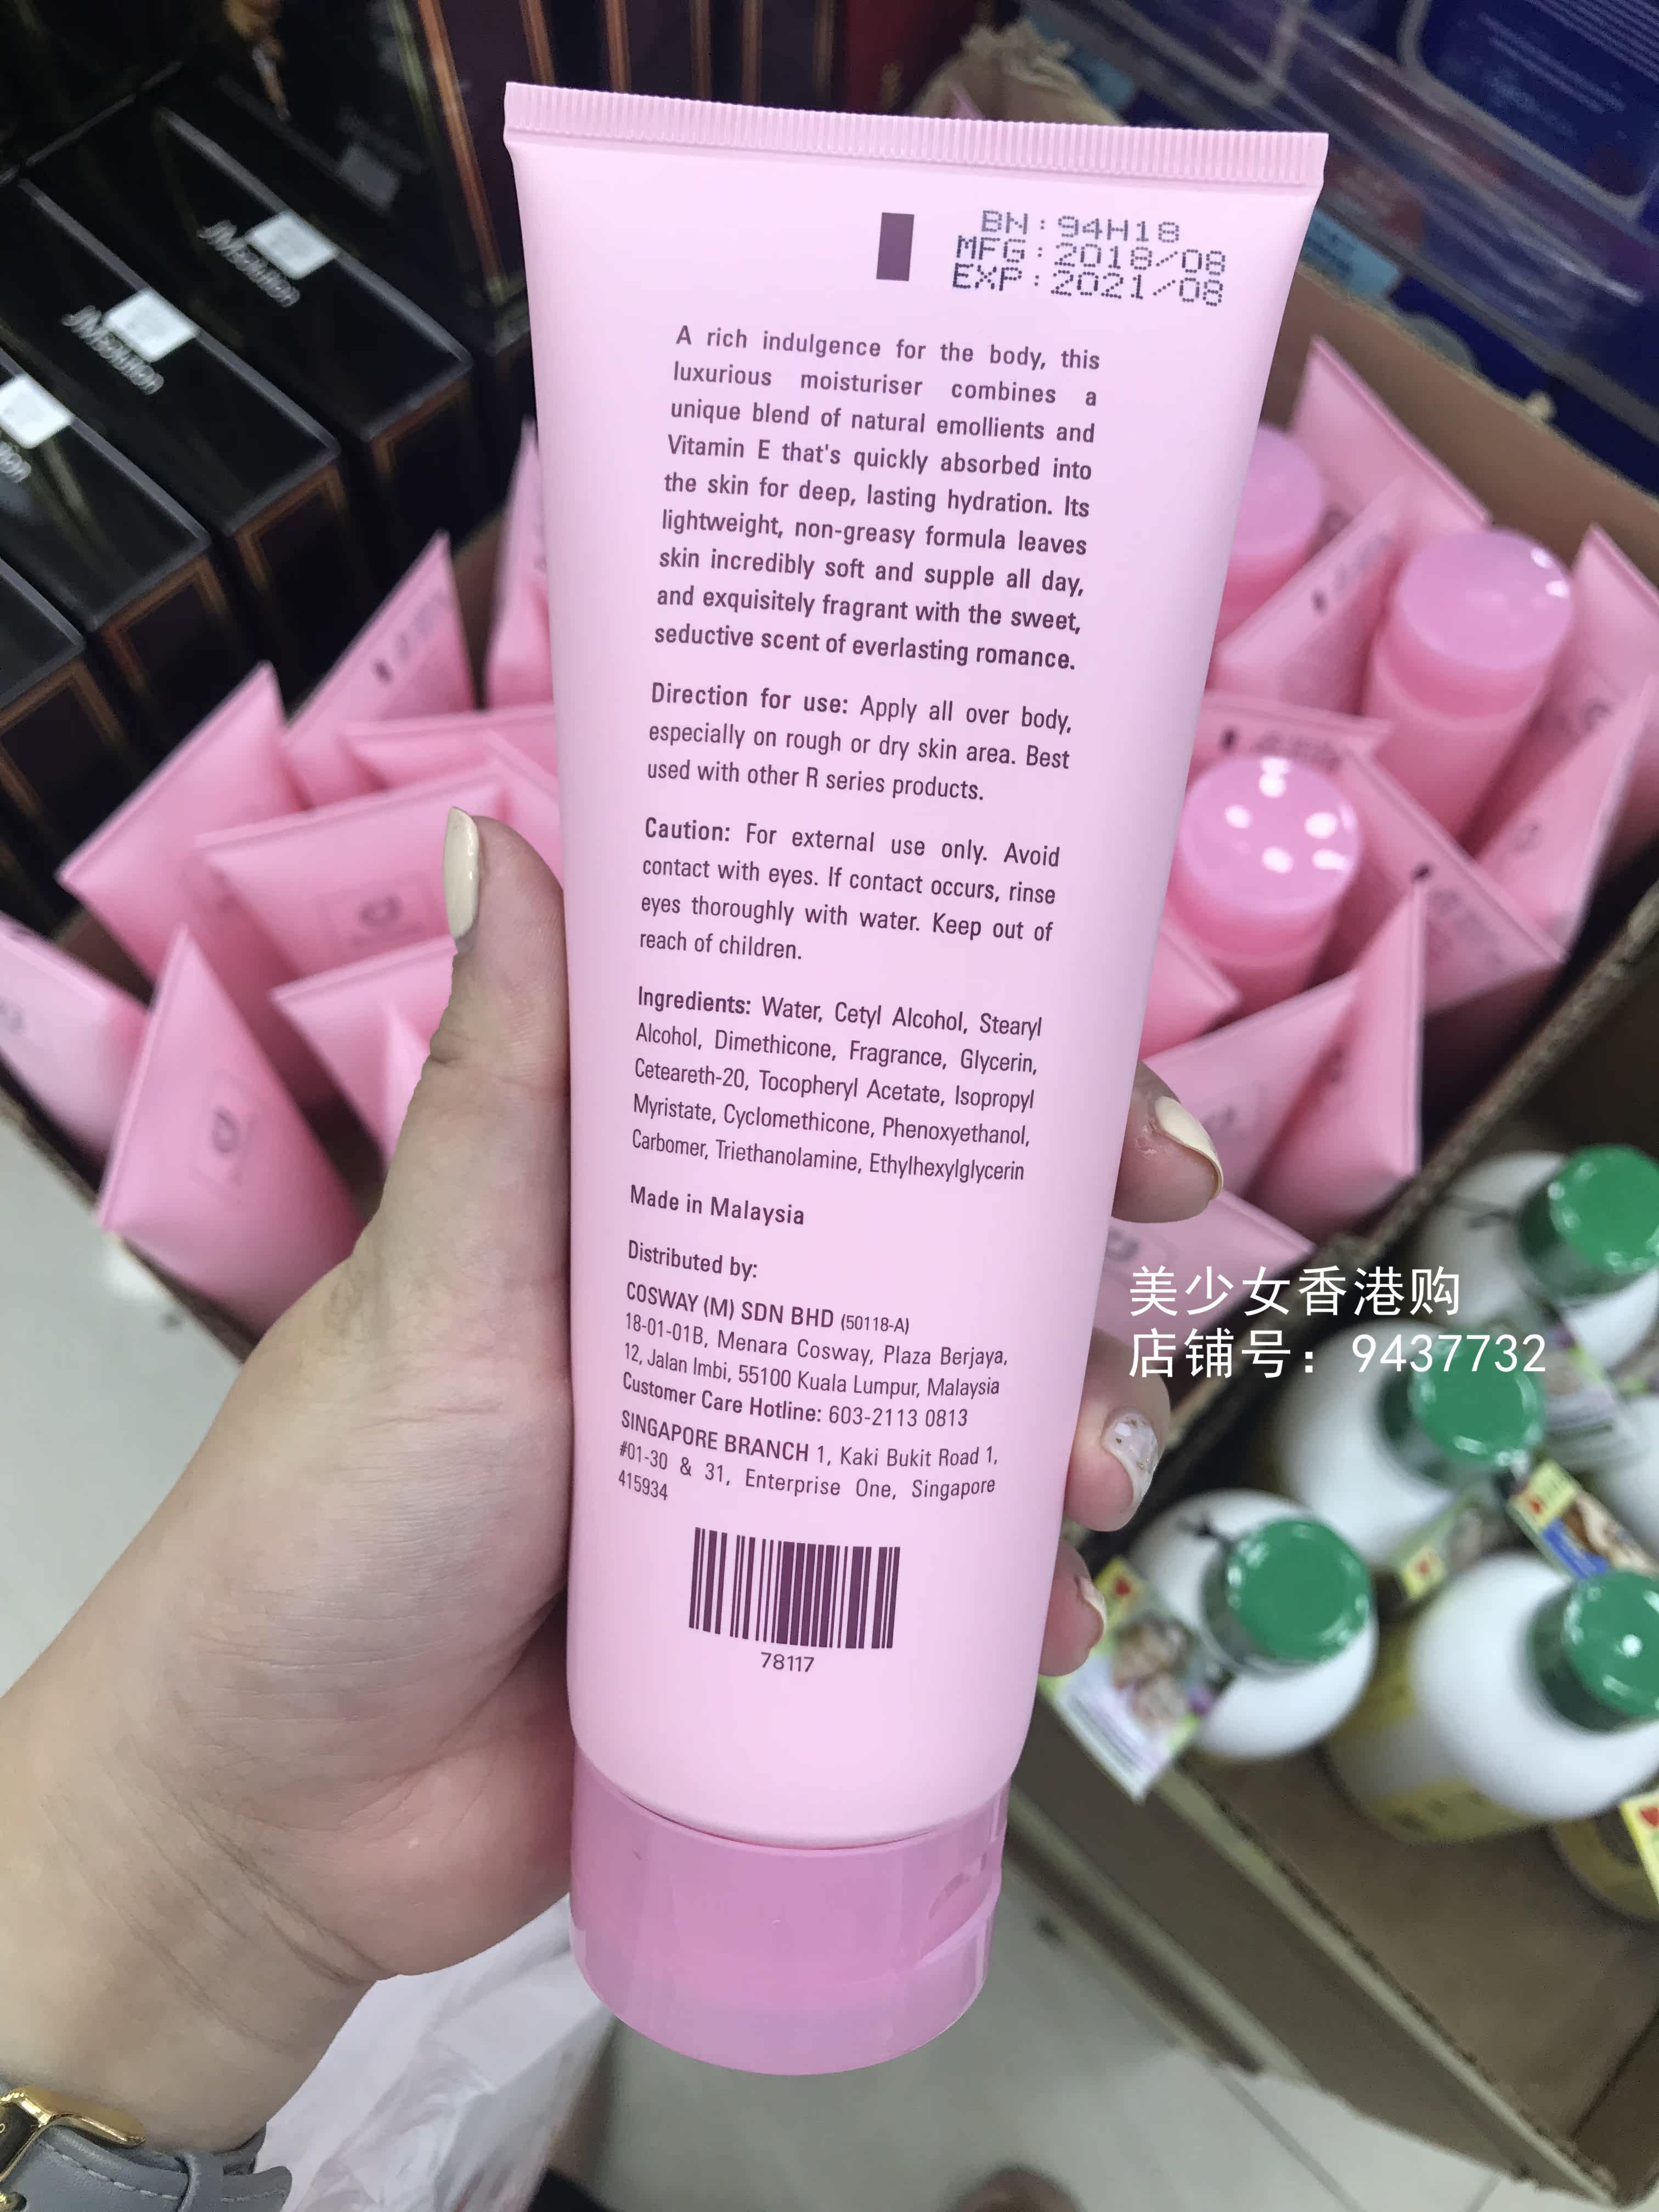 BN:94H18
MFG:2018/08
EXP:2021/08
A rich indulgence for the body, this
luxurious moisturiser combines a
unique blend of natural emollients and
Vitamin E that's quickly absorbed into
the skin for deep, lasting hydration. Its
lightweight, non-greasy formula leaves
skin incredibly soft and supple all day,
and exquisitely fragrant with the sweet,
seductive scent of everlasting romance.
Direction for use: Apply all over body,
especially on rough or dry skin area. Best
used with other R series products.
Caution: For external use only. Avoid
contact with eyes. If contact occurs, rinse
eyes thoroughly with water. Keep out of
reach of children.
Ingredients: Water, Cetyl Alcohol, Stearyl
Alcohol, Dimethicone, Fragrance, Glycerin,
Ceteareth-20, Tocopheryl Acetate, Isopropyl
Myristate, Cyclomethicone, Phenoxyethanol,
Carbomer, Triethanolamine, Ethylhexylglycerin
Made in Malaysia
Distributed by:
COSWAY (M) SDN BHD (50118-A)
18-01-01B, Menara Cosway, Plaza Berjaya,
12, Jalan Imbi, 55100 Kuala Lumpur, Malaysia
Customer Care Hotline: 603-2113 0813
SINGAPORE BRANCH 1, Kaki Bukit Road 1,
#01-30 & 31, Enterprise One, Singapore
415934
78117
美少女香港购
店铺号：9437732